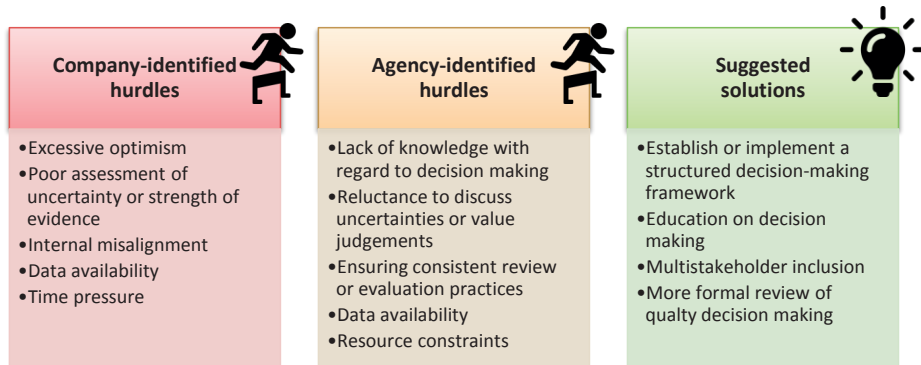 Company-identified
hurdles
•Excessive optimism
•Poor assessment of
uncertainty or strength of
evidence
•Internal misalignment
•Data availability
•Time pressure
Agency-identified
hurdles
•Lack of knowledge with
regard to decision making
•Reluctance to discuss
uncertainties or value
judgements
•Ensuring consistent review
or evaluation practices
•Data availability
•Resource constraints
Suggested
solutions
•Establish or implement a
structured decision-making
framework
•Education on decision
making
•Multistakeholder inclusion
•More formal review of
qualty decision making